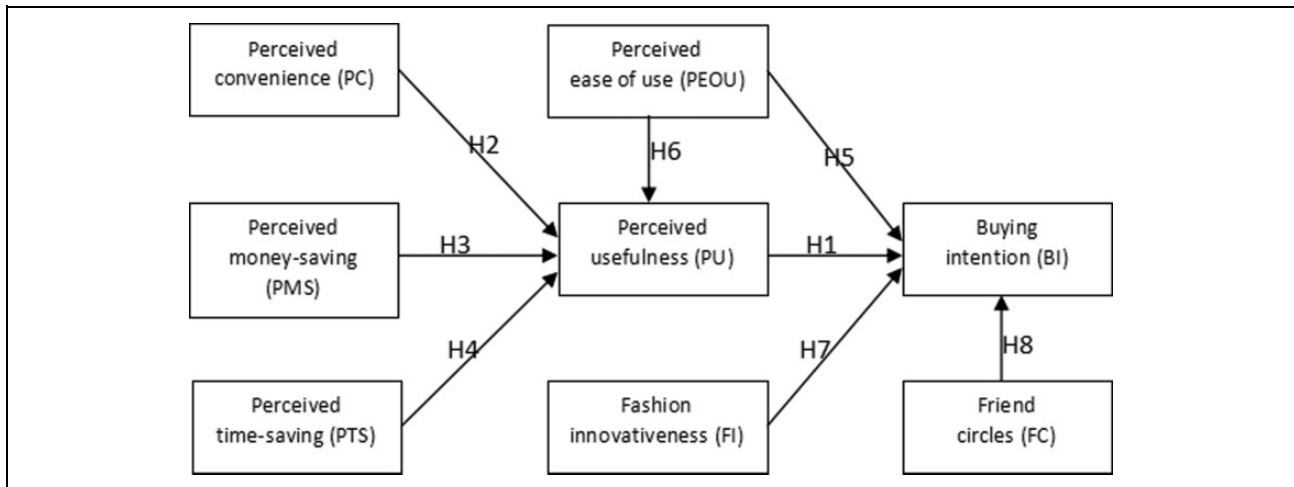 Perceived
convenience (PC)
Perceived
ease of use (PEOU)
H2
H6
H5
Perceived
money-saving
(PMS)
H3
Perceived
usefulness (PU)
H1
Buying
intention (BI)
H4
H7
H8
Perceived
time-saving (PTS)
Fashion
innovativeness (FI)
Friend
circles (FC)